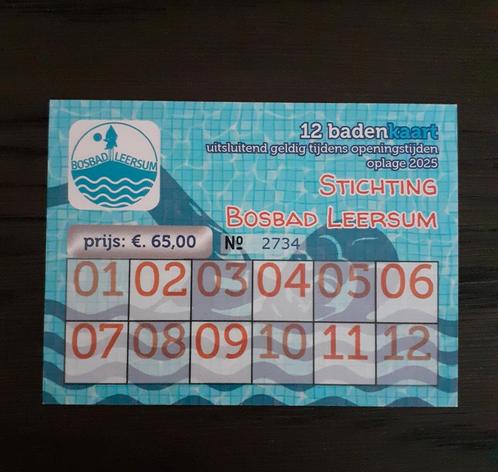 BOSBAD LEERSUM
12 badenkaart
uitsluitend geldig tijdens openingstijden
oplage 2025
STICHTING
BOSBAD LEERSUM
prijs: €. 65,00 Nº 2734
01 02 03 04 05 06
07 08 09 10 11 12